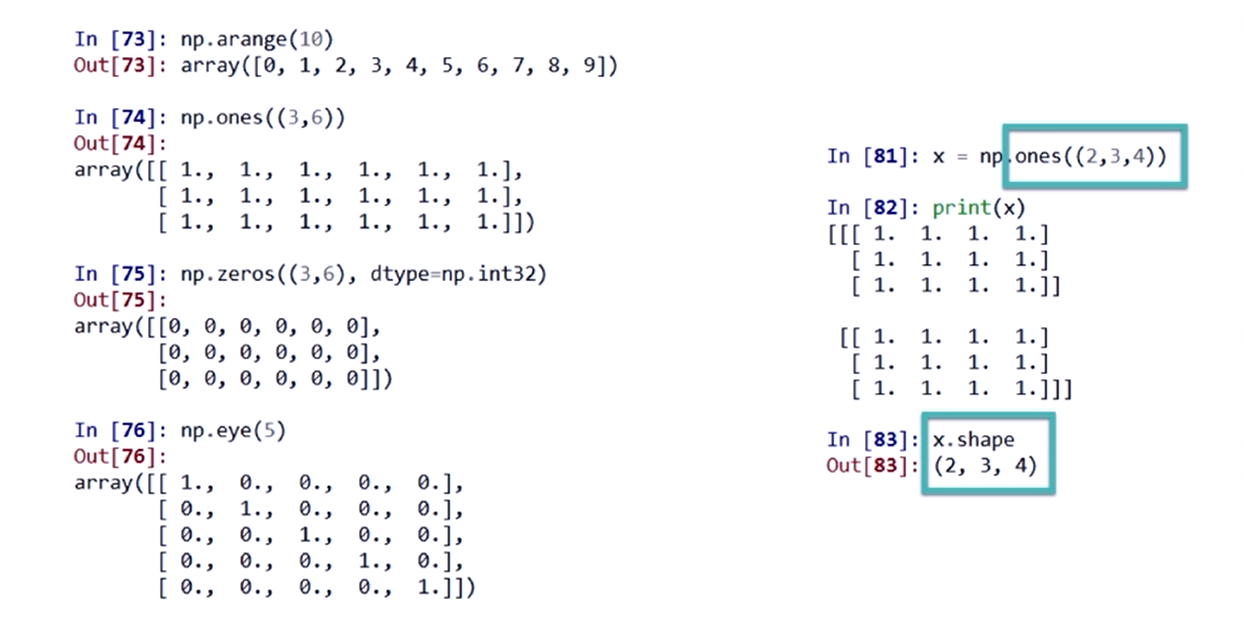 In [73]: np.arange(10)
Out[73]: array([0, 1, 2, 3, 4, 5, 6, 7, 8, 9])
In [74]: np.ones((3,6))
Out[74]:
array([[ 1.,  1.,  1.,  1.,  1.,  1.],
       [ 1.,  1.,  1.,  1.,  1.,  1.],
       [ 1.,  1.,  1.,  1.,  1.,  1.]])
In [75]: np.zeros((3,6), dtype=np.int32)
Out[75]:
array([[0, 0, 0, 0, 0, 0],
       [0, 0, 0, 0, 0, 0],
       [0, 0, 0, 0, 0, 0]])
In [76]: np.eye(5)
Out[76]:
array([[ 1.,  0.,  0.,  0.,  0.],
       [ 0.,  1.,  0.,  0.,  0.],
       [ 0.,  0.,  1.,  0.,  0.],
       [ 0.,  0.,  0.,  1.,  0.],
       [ 0.,  0.,  0.,  0.,  1.]])
In [81]: x = np.ones((2,3,4))
In [82]: print(x)
[[[ 1.  1.  1.  1.]
  [ 1.  1.  1.  1.]
  [ 1.  1.  1.  1.]]
 [[ 1.  1.  1.  1.]
  [ 1.  1.  1.  1.]
  [ 1.  1.  1.  1.]]]
In [83]: x.shape
Out[83]: (2, 3, 4)